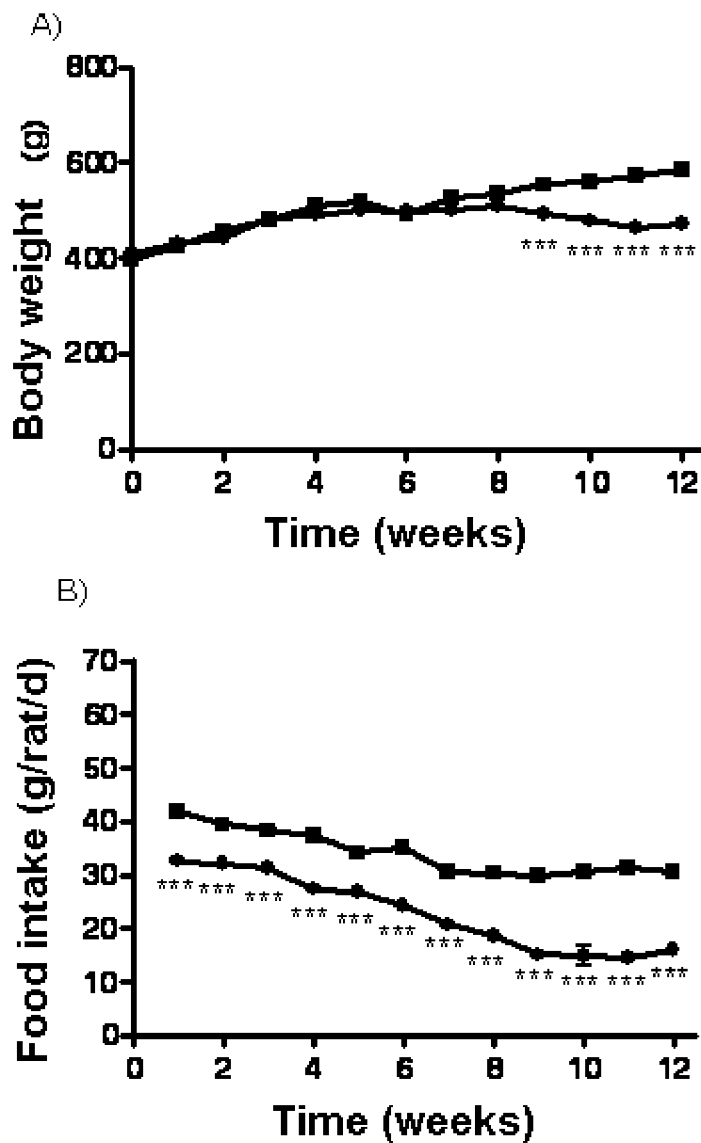 A)
800
600
400
200
0
Body weight (g)
*** *** *** ***
0 2 4 6 8 10 12
Time (weeks)
B)
70
60
50
40
30
20
10
0
Food intake (g/rat/d)
*** *** *** *** *** *** *** *** *** *** *** ***
0 2 4 6 8 10 12
Time (weeks)